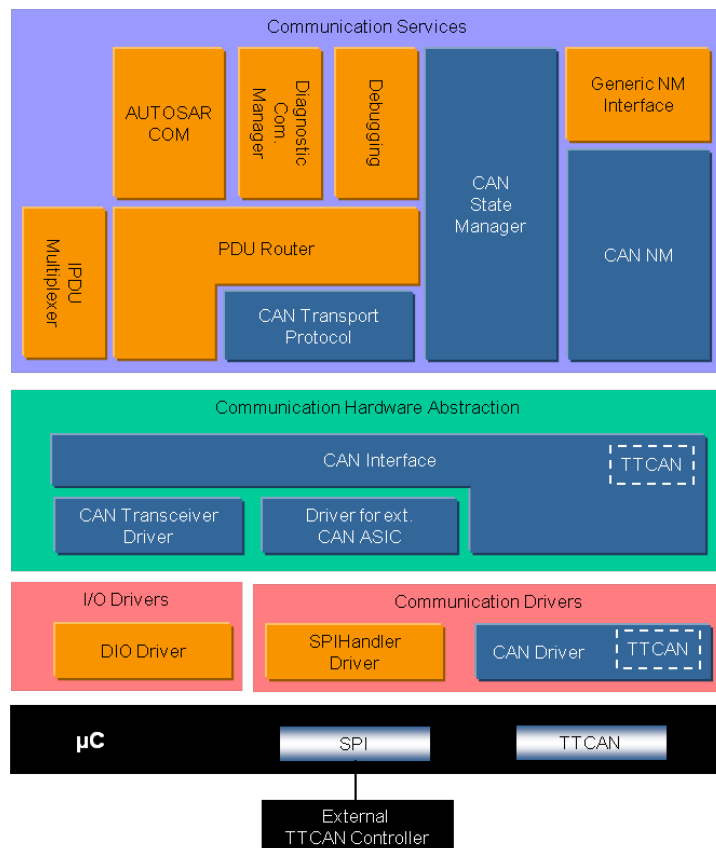 Communication Services
AUTOSAR
COM
Diagnostic
Com.
Manager
Debugging
CAN
State
Manager
Generic NM
Interface
CAN NM
IPDU
Multiplexer
PDU Router
CAN Transport
Protocol
Communication Hardware Abstraction
CAN Interface
TTCAN
CAN Transceiver
Driver
Driver for ext.
CAN ASIC
I/O Drivers
DIO Driver
Communication Drivers
SPIHandler
Driver
CAN Driver
TTCAN
µC
SPI
TTCAN
External
TTCAN Controller